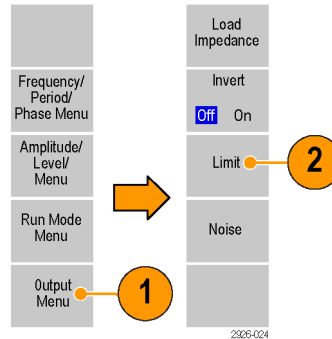 Frequency/
Period/
Phase Menu
Amplitude/
Level/
Menu
Run Mode
Menu
Output
Menu
1
Load
Impedance
Invert
Off On
Limit
2
Noise
2926-024